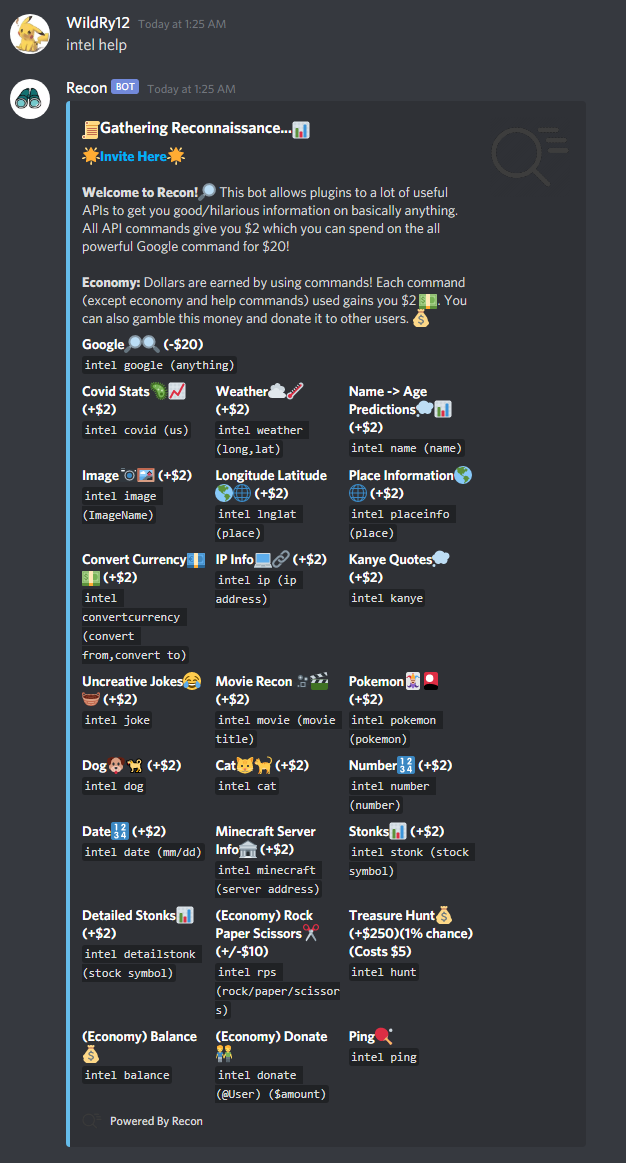 WildRy12 Today at 1:25 AM
intel help
Recon BOT Today at 1:25 AM
📜Gathering Reconnaissance...📊
🌟Invite Here🌟
Welcome to Recon!🔎 This bot allows plugins to a lot of useful
APIs to get you good/hilarious information on basically anything.
All API commands give you $2 which you can spend on the all
powerful Google command for $20!
Economy: Dollars are earned by using commands! Each command
(except economy and help commands) used gains you $2💵. You
can also gamble this money and donate it to other users.💰
Google🔎🔍 (-$20)
intel google (anything)
Covid Stats🦠📈
(+$2)
intel covid (us)
Weather☁️🌡️
(+$2)
intel weather
(long,lat)
Name -> Age
Predictions💭📊
(+$2)
intel name (name)
Image📷🖼️ (+$2)
intel image
(ImageName)
Longitude Latitude
🌎🌐 (+$2)
intel lnglat
(place)
Place Information🌎
🌐 (+$2)
intel placeinfo
(place)
Convert Currency💶
💵 (+$2)
intel
convertcurrency
(convert
from,convert to)
IP Info💻🔗 (+$2)
intel ip (ip
address)
Kanye Quotes💭
(+$2)
intel kanye
Uncreative Jokes😂
🧺 (+$2)
intel joke
Movie Recon 🎥🎬
(+$2)
intel movie (movie
title)
Pokemon🃏🎴
(+$2)
intel pokemon
(pokemon)
Dog🐶🐕 (+$2)
intel dog
Cat🐱🐈 (+$2)
intel cat
Number🔢 (+$2)
intel number
(number)
Date🔢 (+$2)
intel date (mm/dd)
Minecraft Server
Info🏛️ (+$2)
intel minecraft
(server address)
Stonks📊 (+$2)
intel stonk (stock
symbol)
Detailed Stonks📊
(+$2)
intel detailstonk
(stock symbol)
(Economy) Rock
Paper Scissors✂️
(+/-$10)
intel rps
(rock/paper/scissor
s)
Treasure Hunt💰
(+$250)(1% chance)
(Costs $5)
intel hunt
(Economy) Balance
💰
intel balance
(Economy) Donate
👬
intel donate
(@User) ($amount)
Ping🏓
intel ping
Powered By Recon